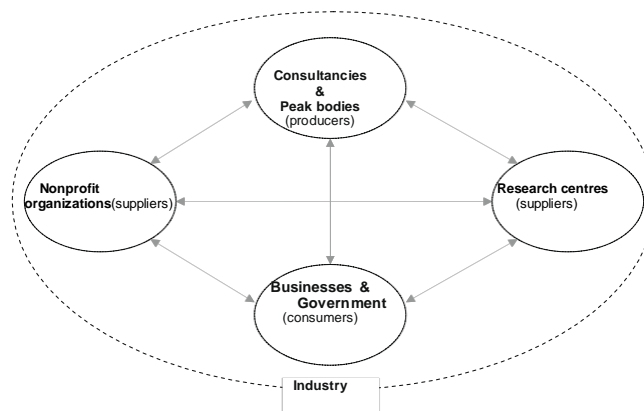 Consultancies
&
Peak bodies
(producers)
Nonprofit
organizations(suppliers)
Research centres
(suppliers)
Businesses &
Government
(consumers)
Industry